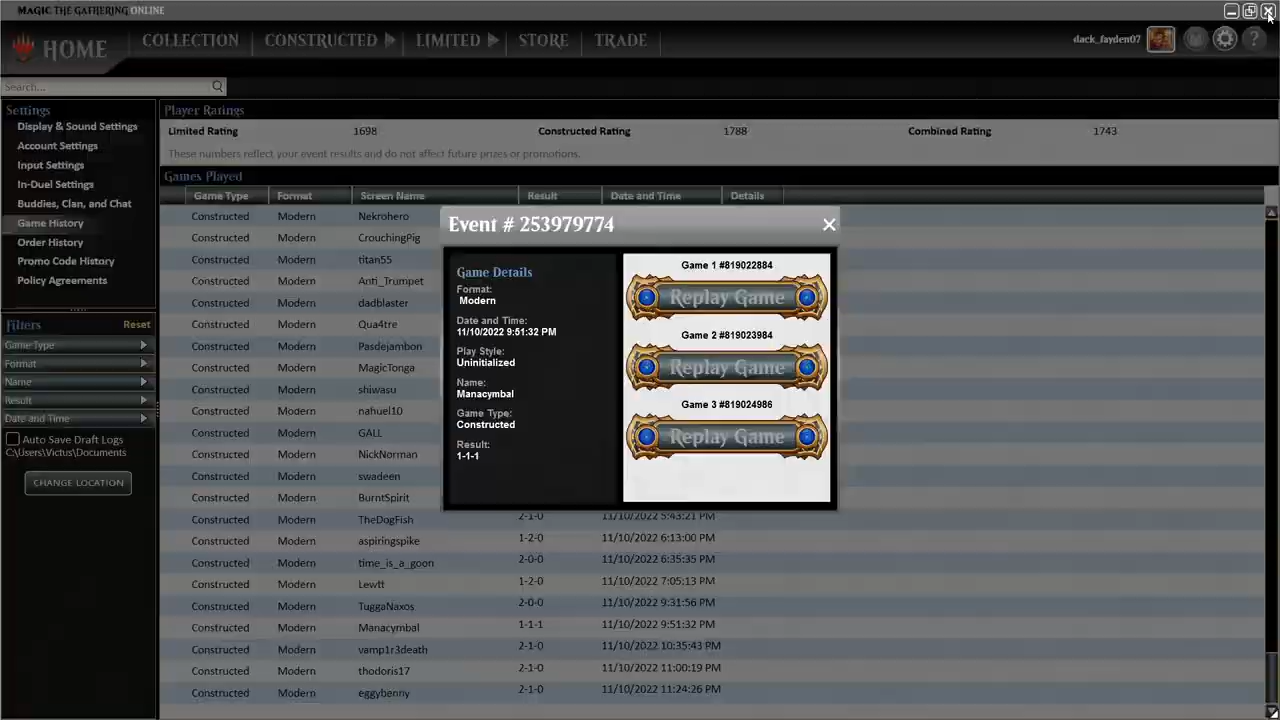 MAGIC THE GATHERING ONLINE
HOME
COLLECTION
CONSTRUCTED
LIMITED
STORE
TRADE
dack_fayden07
Search...
Settings
Display & Sound Settings
Account Settings
Input Settings
In-Duel Settings
Buddies, Clan, and Chat
Game History
Order History
Promo Code History
Policy Agreements
Filters Reset
Game Type
Format
Name
Result
Date and Time
Auto Save Draft Logs
C:\Users\Victus\Documents
CHANGE LOCATION
Player Ratings
Limited Rating 1698 Constructed Rating 1788 Combined Rating 1743
These numbers reflect your event results and do not affect future prizes or promotions.
Games Played
Game Type Format Screen Name Result Date and Time Details
Constructed Modern Nekrohero
Constructed Modern CrouchingPig
Constructed Modern titan55
Constructed Modern Anti_Trumpet
Constructed Modern dadblaster
Constructed Modern Qua4tre
Constructed Modern Pasdejambon
Constructed Modern MagicTonga
Constructed Modern shiwasu
Constructed Modern nahuel10
Constructed Modern GALL
Constructed Modern NickNorman
Constructed Modern swadeen
Constructed Modern BurntSpirit
Constructed Modern TheDogFish 2-1-0 11/10/2022 5:43:21 PM
Constructed Modern aspiringspike 1-2-0 11/10/2022 6:13:00 PM
Constructed Modern time_is_a_goon 2-0-0 11/10/2022 6:35:35 PM
Constructed Modern Lewtt 1-2-0 11/10/2022 7:05:13 PM
Constructed Modern TuggaNaxos 2-0-0 11/10/2022 9:31:56 PM
Constructed Modern Manacymbal 1-1-1 11/10/2022 9:51:32 PM
Constructed Modern vamp1r3death 2-1-0 11/10/2022 10:35:43 PM
Constructed Modern thodoris17 2-1-0 11/10/2022 11:00:19 PM
Constructed Modern eggybenny 2-1-0 11/10/2022 11:24:26 PM
Event # 253979774
Game Details
Format:
Modern
Date and Time:
11/10/2022 9:51:32 PM
Play Style:
Uninitialized
Name:
Manacymbal
Game Type:
Constructed
Result:
1-1-1
Game 1 #819022884
Replay Game
Game 2 #819023984
Replay Game
Game 3 #819024986
Replay Game